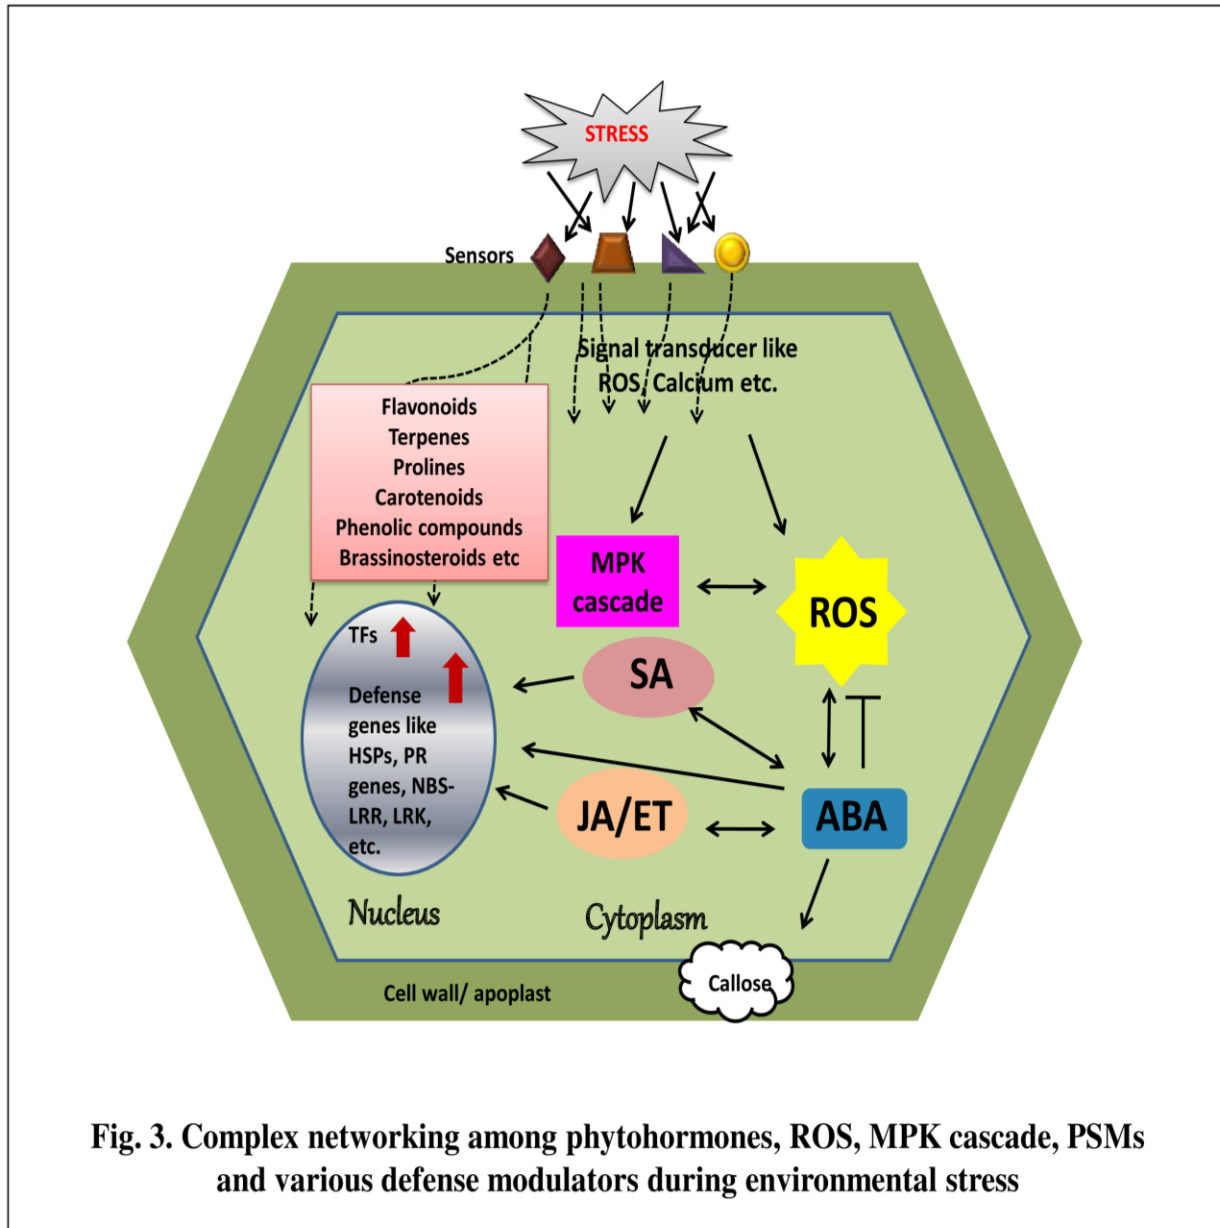 STRESS
Sensors
Signal transducer like
ROS, Calcium etc.
Flavonoids
Terpenes
Prolines
Carotenoids
Phenolic compounds
Brassinosteroids etc
MPK
cascade
ROS
TFs
SA
Defense
genes like
HSPs, PR
genes, NBS-
LRR, LRK,
etc.
JA/ET
ABA
Nucleus
Cytoplasm
Callose
Cell wall/ apoplast
Fig. 3. Complex networking among phytohormones, ROS, MPK cascade, PSMs
and various defense modulators during environmental stress